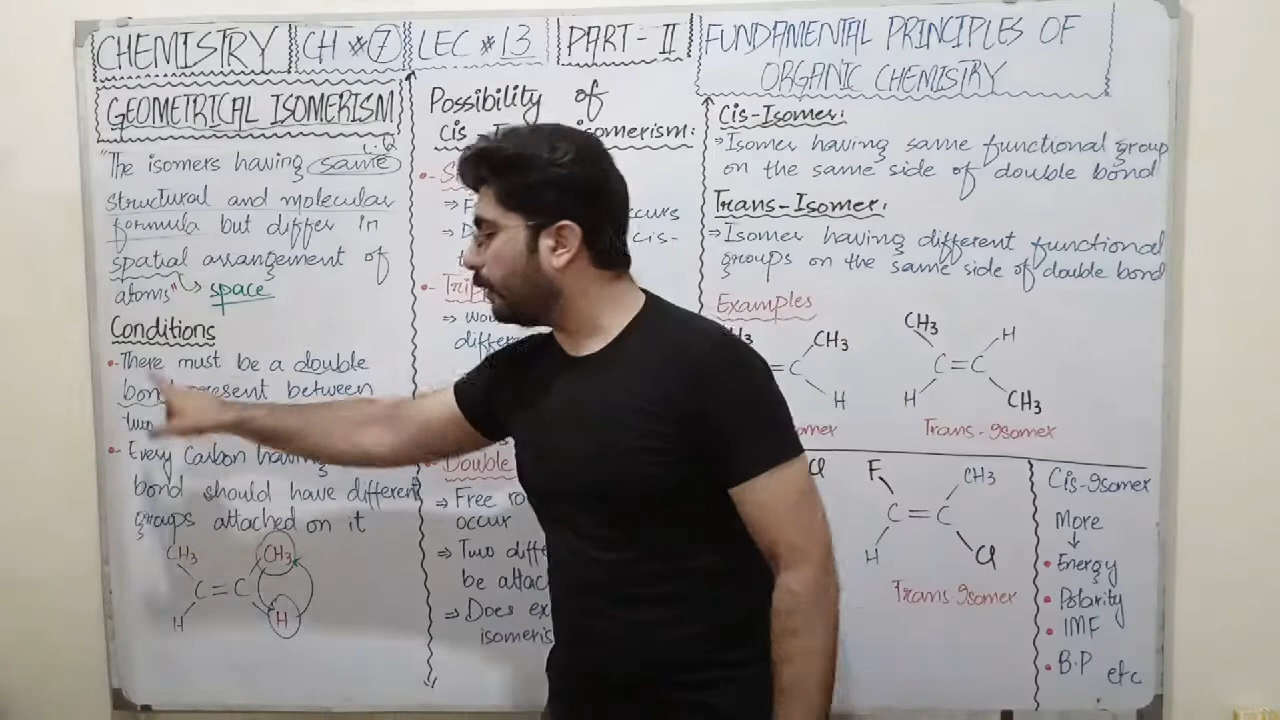 CHEMISTRY CH # 7 LEC # 13 PART - II FUNDAMENTAL PRINCIPLES OF
ORGANIC CHEMISTRY
GEOMETRICAL ISOMERISM
"The isomers having same
structural and molecular
formula but differ in
spatial arrangement of
atoms" space
Conditions
There must be a double
bond present between
two
Every Carbon having
bond should have different
groups attached on it
CH3 CH3
C = C
H H
Possibility of
cis - isomerism:
occurs
cis-
differe
Double
⇒ Free ro
occur
⇒ Two diffe
be attac
⇒ Does ex
isomeris
Cis-Isomer:
⇒ Isomer having same functional group
on the same side of double bond
Trans-Isomer:
⇒ Isomer having different functional
groups on the same side of double bond
Examples
H3 CH3
= C
H
omer
CH3 H
C = C
H CH3
Trans-Isomer
Cl
F CH3
C = C
H Cl
Trans-Isomer
Cis-Isomer
More
↓
Energy
Polarity
IMF
B.P etc